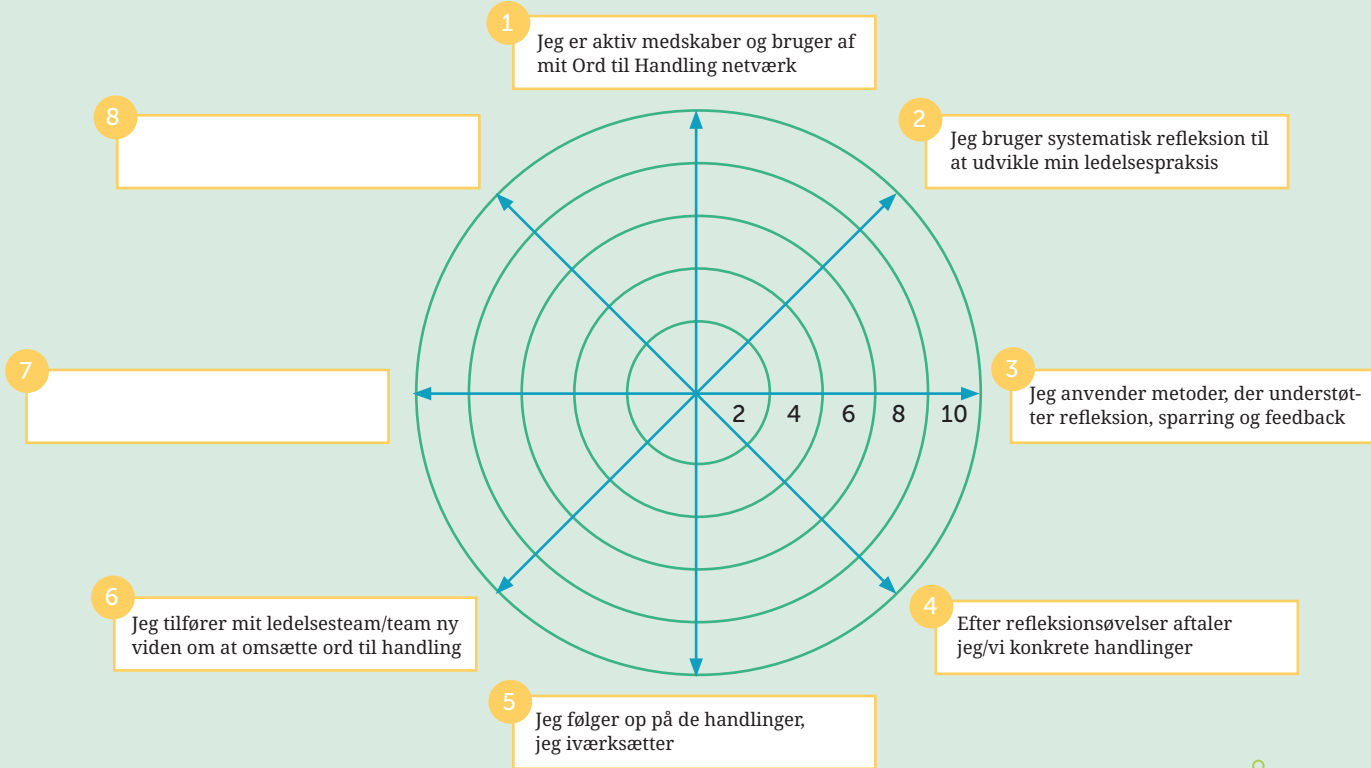 1
Jeg er aktiv medskaber og bruger af
mit Ord til Handling netværk
2
Jeg bruger systematisk refleksion til
at udvikle min ledelsespraksis
3
Jeg anvender metoder, der understøt-
ter refleksion, sparring og feedback
4
Efter refleksionsøvelser aftaler
jeg/vi konkrete handlinger
5
Jeg følger op på de handlinger,
jeg iværksætter
6
Jeg tilfører mit ledelsesteam/team ny
viden om at omsætte ord til handling
7
8
2 4 6 8 10